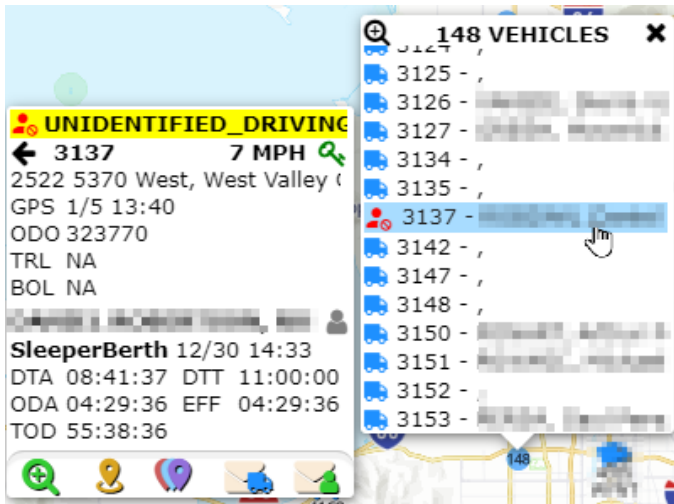 UNIDENTIFIED_DRIVING
3137 7 MPH
2522 5370 West, West Valley
GPS 1/5 13:40
ODO 323770
TRL NA
BOL NA
SleeperBerth 12/30 14:33
DTA 08:41:37 DTT 11:00:00
ODA 04:29:36 EFF 04:29:36
TOD 55:38:36
148 VEHICLES
3124 - ,
3125 - ,
3126 -
3127 -
3134 - ,
3135 - ,
3137 -
3142 - ,
3147 - ,
3148 - ,
3150 -
3151 -
3152 - ,
3153 -
148